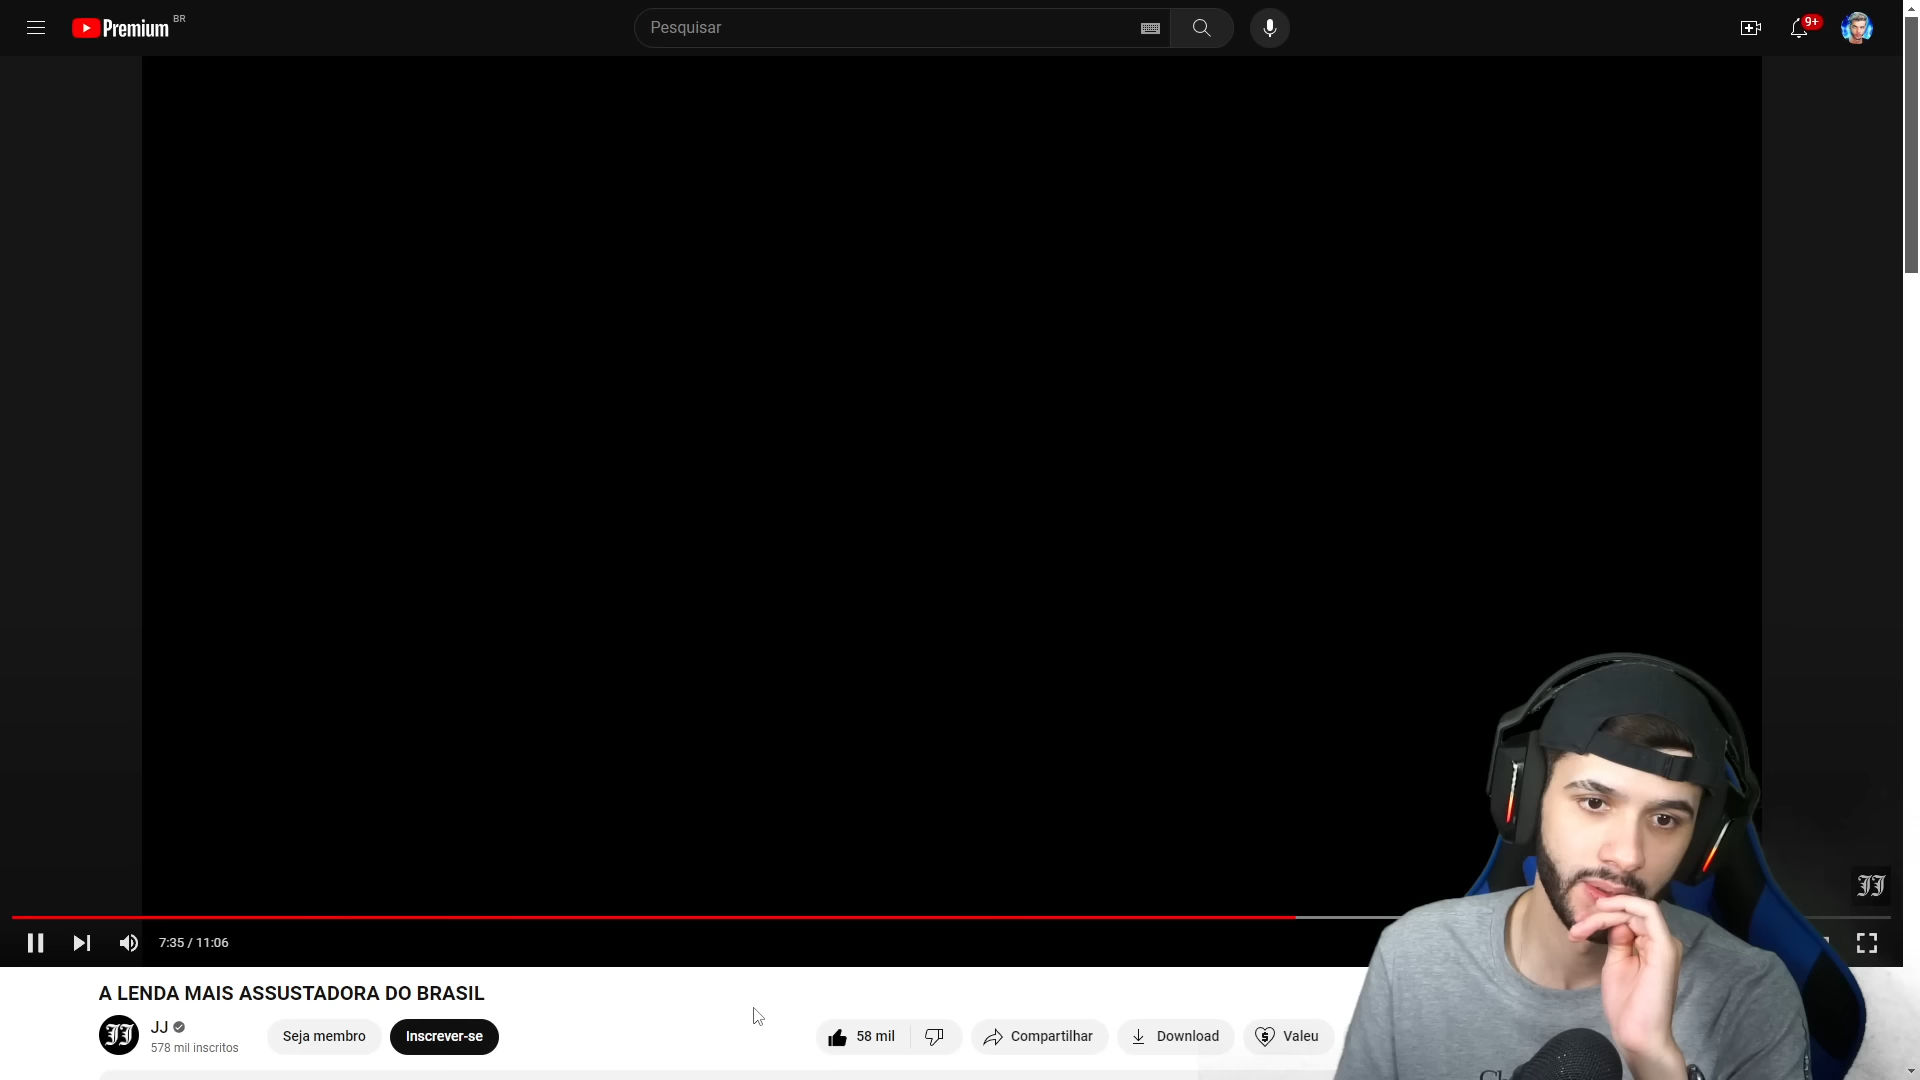 Premium BR
Pesquisar
9+
JJ
7:35 / 11:06
A LENDA MAIS ASSUSTADORA DO BRASIL
JJ
JJ
578 mil inscritos
Seja membro
Inscrever-se
58 mil
Compartilhar
Download
Valeu